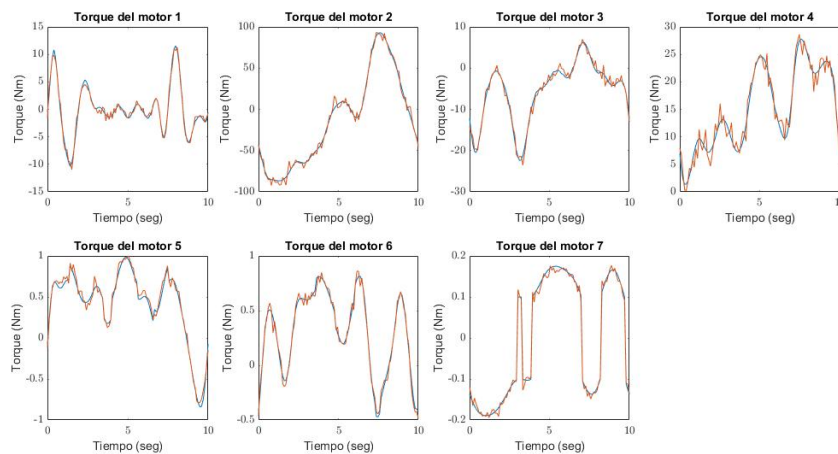 Torque del motor 1
Torque del motor 2
Torque del motor 3
Torque del motor 4
Torque (Nm)
15
10
5
0
-5
-10
-15
0
5
10
Tiempo (seg)
Torque (Nm)
100
50
0
-50
-100
0
5
10
Tiempo (seg)
Torque (Nm)
10
0
-10
-20
-30
0
5
10
Tiempo (seg)
Torque (Nm)
30
25
20
15
10
5
0
0
5
10
Tiempo (seg)
Torque del motor 5
Torque del motor 6
Torque del motor 7
Torque (Nm)
1
0.5
0
-0.5
-1
0
5
10
Tiempo (seg)
Torque (Nm)
1
0.5
0
-0.5
0
5
10
Tiempo (seg)
Torque (Nm)
0.2
0.1
0
-0.1
-0.2
0
5
10
Tiempo (seg)